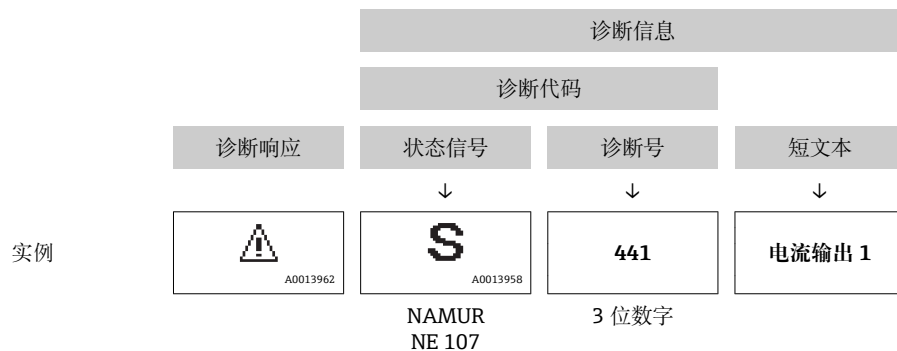 诊断信息
诊断代码
诊断响应 状态信号 诊断号 短文本
↓ ↓ ↓
实例 S 441 电流输出 1
A0013962 A0013958
NAMUR 3 位数字
NE 107